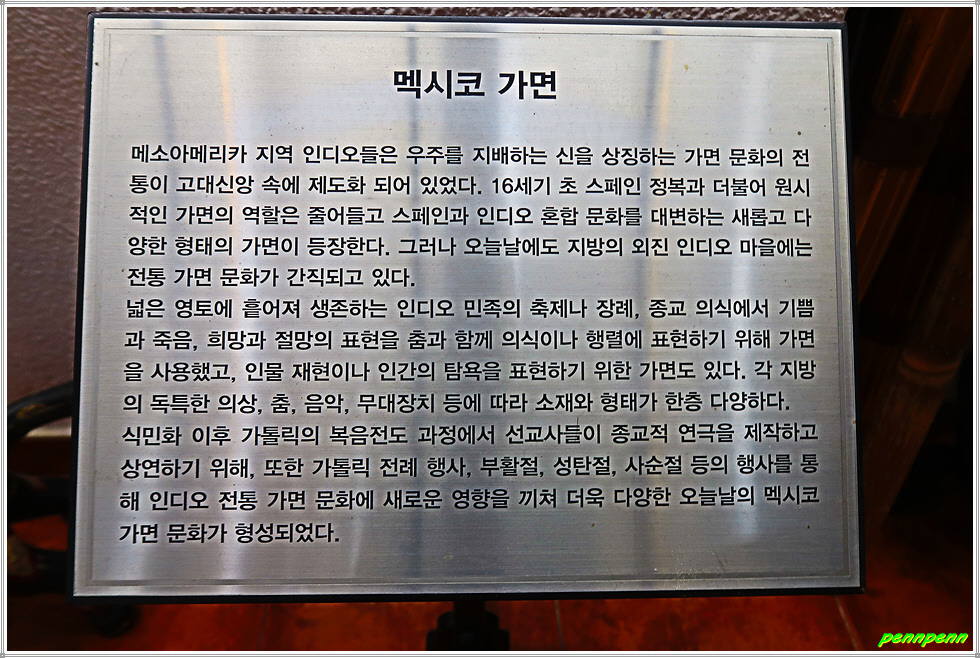 멕시코 가면
메소아메리카 지역 인디오들은 우주를 지배하는 신을 상징하는 가면 문화의 전
통이 고대신앙 속에 제도화 되어 있었다. 16세기 초 스페인 정복과 더불어 원시
적인 가면의 역할은 줄어들고 스페인과 인디오 혼합 문화를 대변하는 새롭고 다
양한 형태의 가면이 등장한다. 그러나 오늘날에도 지방의 외진 인디오 마을에는
전통 가면 문화가 간직되고 있다.
넓은 영토에 흩어져 생존하는 인디오 민족의 축제나 장례, 종교 의식에서 기쁨
과 죽음, 희망과 절망의 표현을 춤과 함께 의식이나 행렬에 표현하기 위해 가면
을 사용했고, 인물 재현이나 인간의 탐욕을 표현하기 위한 가면도 있다. 각 지방
의 독특한 의상, 춤, 음악, 무대장치 등에 따라 소재와 형태가 한층 다양하다.
식민화 이후 가톨릭의 복음전도 과정에서 선교사들이 종교적 연극을 제작하고
상연하기 위해, 또한 가톨릭 전례 행사, 부활절, 성탄절, 사순절 등의 행사를 통
해 인디오 전통 가면 문화에 새로운 영향을 끼쳐 더욱 다양한 오늘날의 멕시코
가면 문화가 형성되었다.
pennpenn